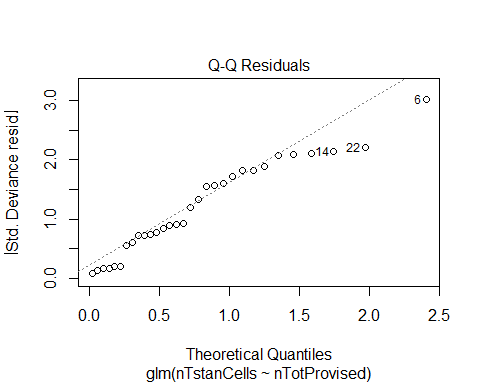 Q-Q Residuals
|Std. Deviance resid.|
3.0
2.0
1.0
0.0
6
14
22
0.0 0.5 1.0 1.5 2.0 2.5
Theoretical Quantiles
glm(nTstanCells ~ nTotProvised)